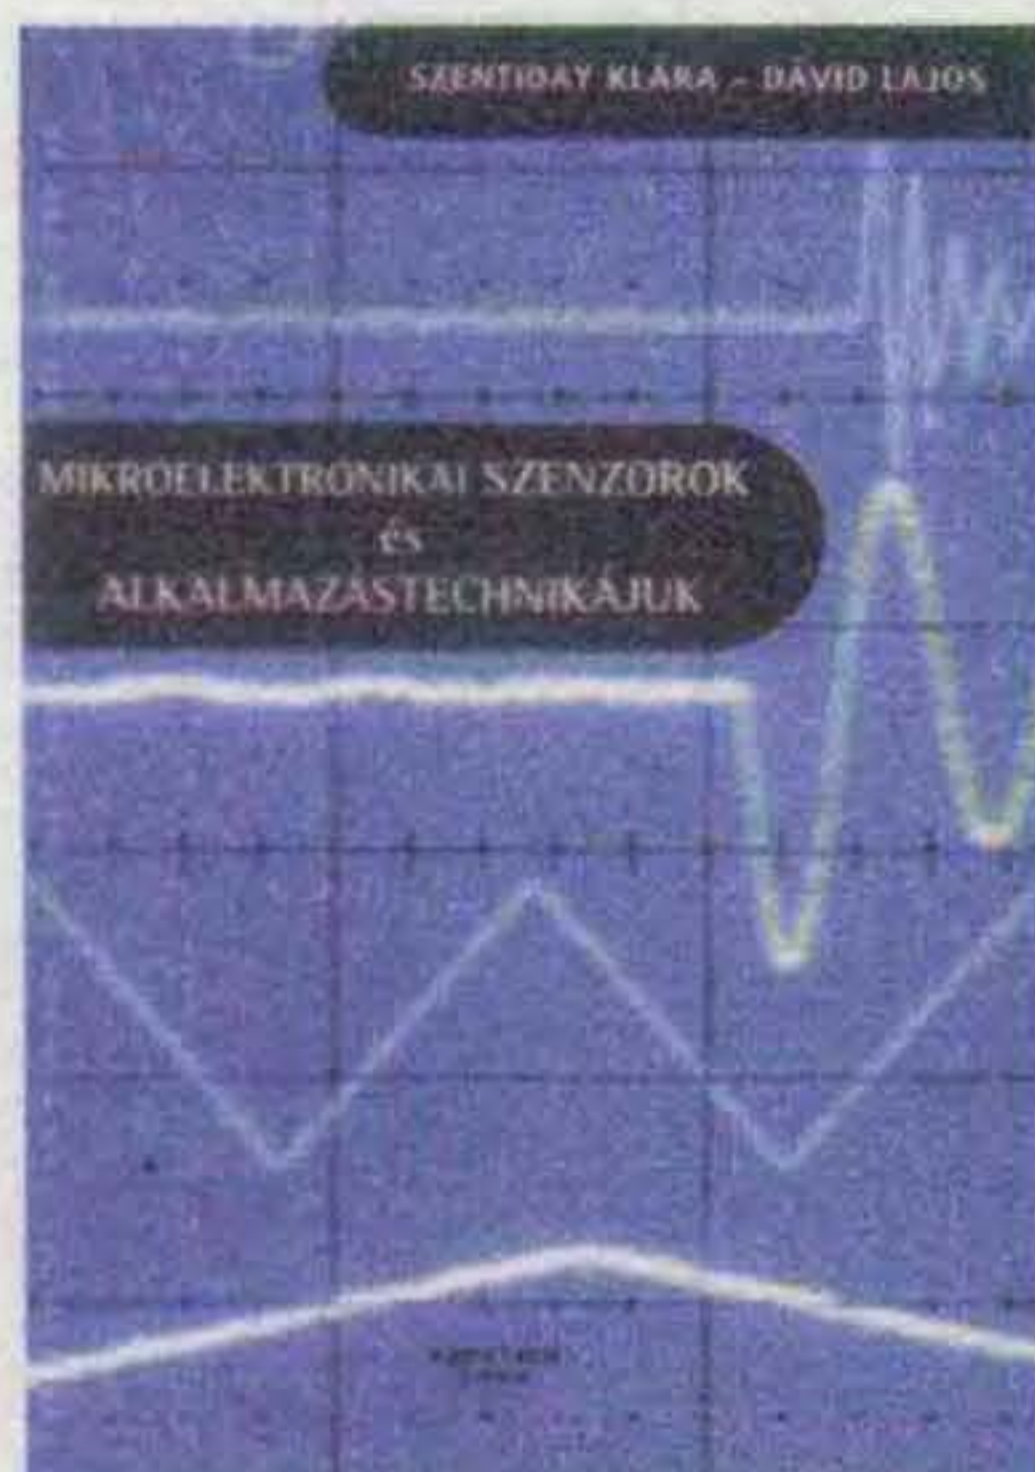 SZENTIDAY KLÁRA – DÁVID LAJOS
MIKROELEKTRONIKAI SZENZOROK
és
ALKALMAZÁSTECHNIKÁJUK